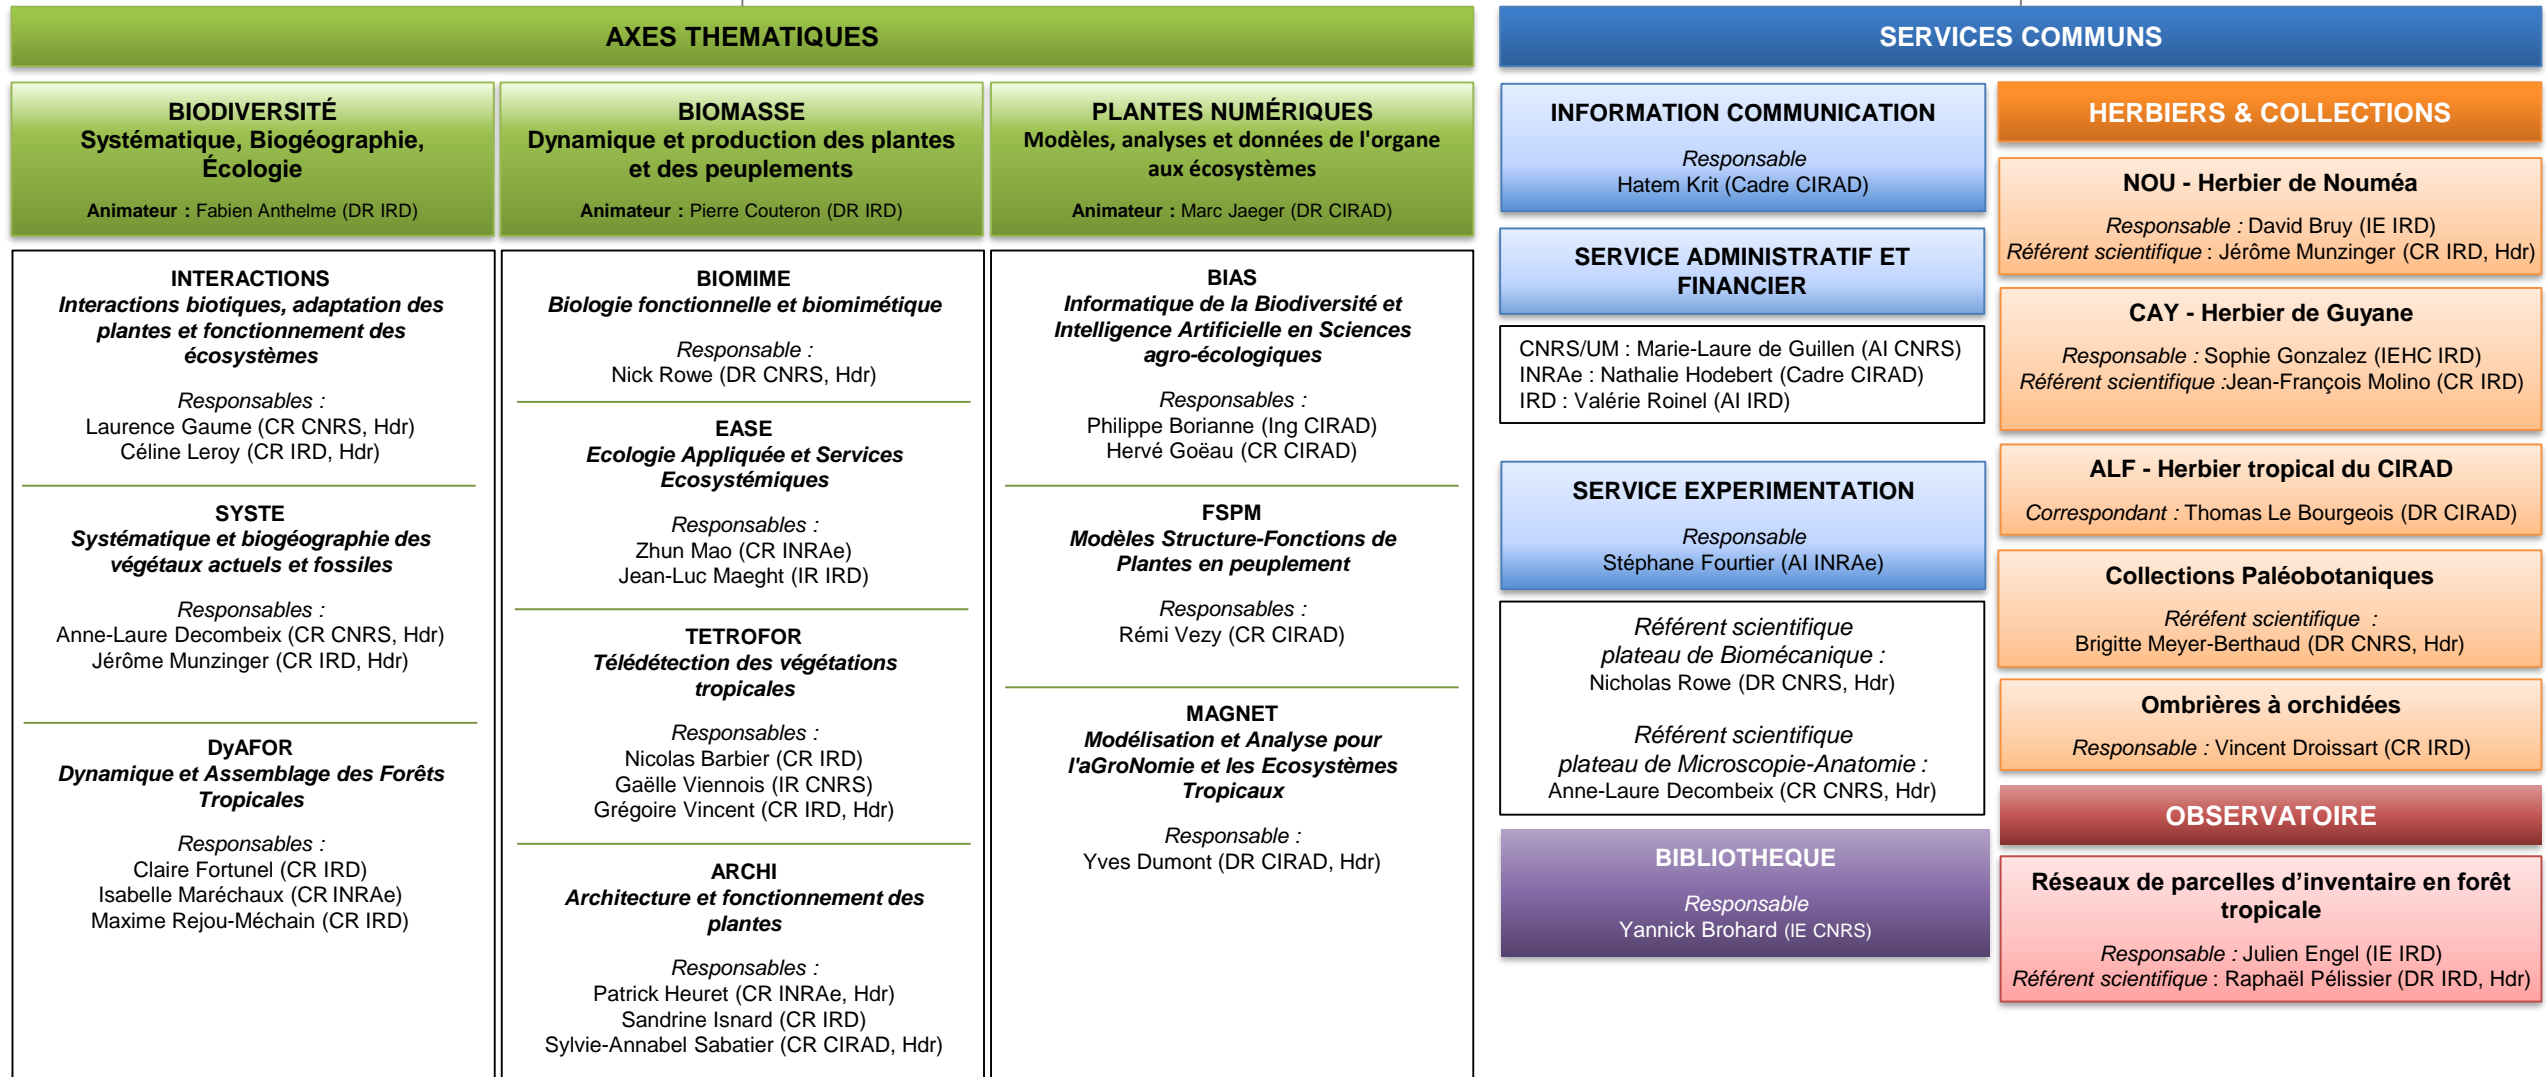 AXES THEMATIQUES
BIODIVERSITÉ
Systématique, Biogéographie,
Écologie
Animateur : Fabien Anthelme (DR IRD)
INTERACTIONS
Interactions biotiques, adaptation des
plantes et fonctionnement des
écosystèmes
Responsables :
Laurence Gaume (CR CNRS, Hdr)
Céline Leroy (CR IRD, Hdr)
SYSTE
Systématique et biogéographie des
végétaux actuels et fossiles
Responsables :
Anne-Laure Decombeix (CR CNRS, Hdr)
Jérôme Munzinger (CR IRD, Hdr)
DyAFOR
Dynamique et Assemblage des Forêts
Tropicales
Responsables :
Claire Fortunel (CR IRD)
Isabelle Maréchaux (CR INRAe)
Maxime Rejou-Méchain (CR IRD)
BIOMASSE
Dynamique et production des plantes
et des peuplements
Animateur : Pierre Couteron (DR IRD)
BIOMIME
Biologie fonctionnelle et biomimétique
Responsable :
Nick Rowe (DR CNRS, Hdr)
EASE
Ecologie Appliquée et Services
Ecosystémiques
Responsables :
Zhun Mao (CR INRAe)
Jean-Luc Maeght (IR IRD)
TETROFOR
Télédétection des végétations
tropicales
Responsables :
Nicolas Barbier (CR IRD)
Gaëlle Viennois (IR CNRS)
Grégoire Vincent (CR IRD, Hdr)
ARCHI
Architecture et fonctionnement des
plantes
Responsables :
Patrick Heuret (CR INRAe, Hdr)
Sandrine Isnard (CR IRD)
Sylvie-Annabel Sabatier (CR CIRAD, Hdr)
PLANTES NUMÉRIQUES
Modèles, analyses et données de l'organe
aux écosystèmes
Animateur : Marc Jaeger (DR CIRAD)
BIAS
Informatique de la Biodiversité et
Intelligence Artificielle en Sciences
agro-écologiques
Responsables :
Philippe Borianne (Ing CIRAD)
Hervé Goëau (CR CIRAD)
FSPM
Modèles Structure-Fonctions de
Plantes en peuplement
Responsables :
Rémi Vezy (CR CIRAD)
MAGNET
Modélisation et Analyse pour
l'aGroNomie et les Ecosystèmes
Tropicaux
Responsable :
Yves Dumont (DR CIRAD, Hdr)
SERVICES COMMUNS
INFORMATION COMMUNICATION
Responsable
Hatem Krit (Cadre CIRAD)
SERVICE ADMINISTRATIF ET
FINANCIER
CNRS/UM : Marie-Laure de Guillen (AI CNRS)
INRAe : Nathalie Hodebert (Cadre CIRAD)
IRD : Valérie Roinel (AI IRD)
SERVICE EXPERIMENTATION
Responsable
Stéphane Fourtier (AI INRAe)
Référent scientifique
plateau de Biomécanique :
Nicholas Rowe (DR CNRS, Hdr)
Référent scientifique
plateau de Microscopie-Anatomie :
Anne-Laure Decombeix (CR CNRS, Hdr)
BIBLIOTHEQUE
Responsable
Yannick Brohard (IE CNRS)
HERBIERS & COLLECTIONS
NOU - Herbier de Nouméa
Responsable : David Bruy (IE IRD)
Référent scientifique : Jérôme Munzinger (CR IRD, Hdr)
CAY - Herbier de Guyane
Responsable : Sophie Gonzalez (IEHC IRD)
Référent scientifique :Jean-François Molino (CR IRD)
ALF - Herbier tropical du CIRAD
Correspondant : Thomas Le Bourgeois (DR CIRAD)
Collections Paléobotaniques
Réréfent scientifique :
Brigitte Meyer-Berthaud (DR CNRS, Hdr)
Ombrières à orchidées
Responsable : Vincent Droissart (CR IRD)
OBSERVATOIRE
Réseaux de parcelles d’inventaire en forêt
tropicale
Responsable : Julien Engel (IE IRD)
Référent scientifique : Raphaël Pélissier (DR IRD, Hdr)